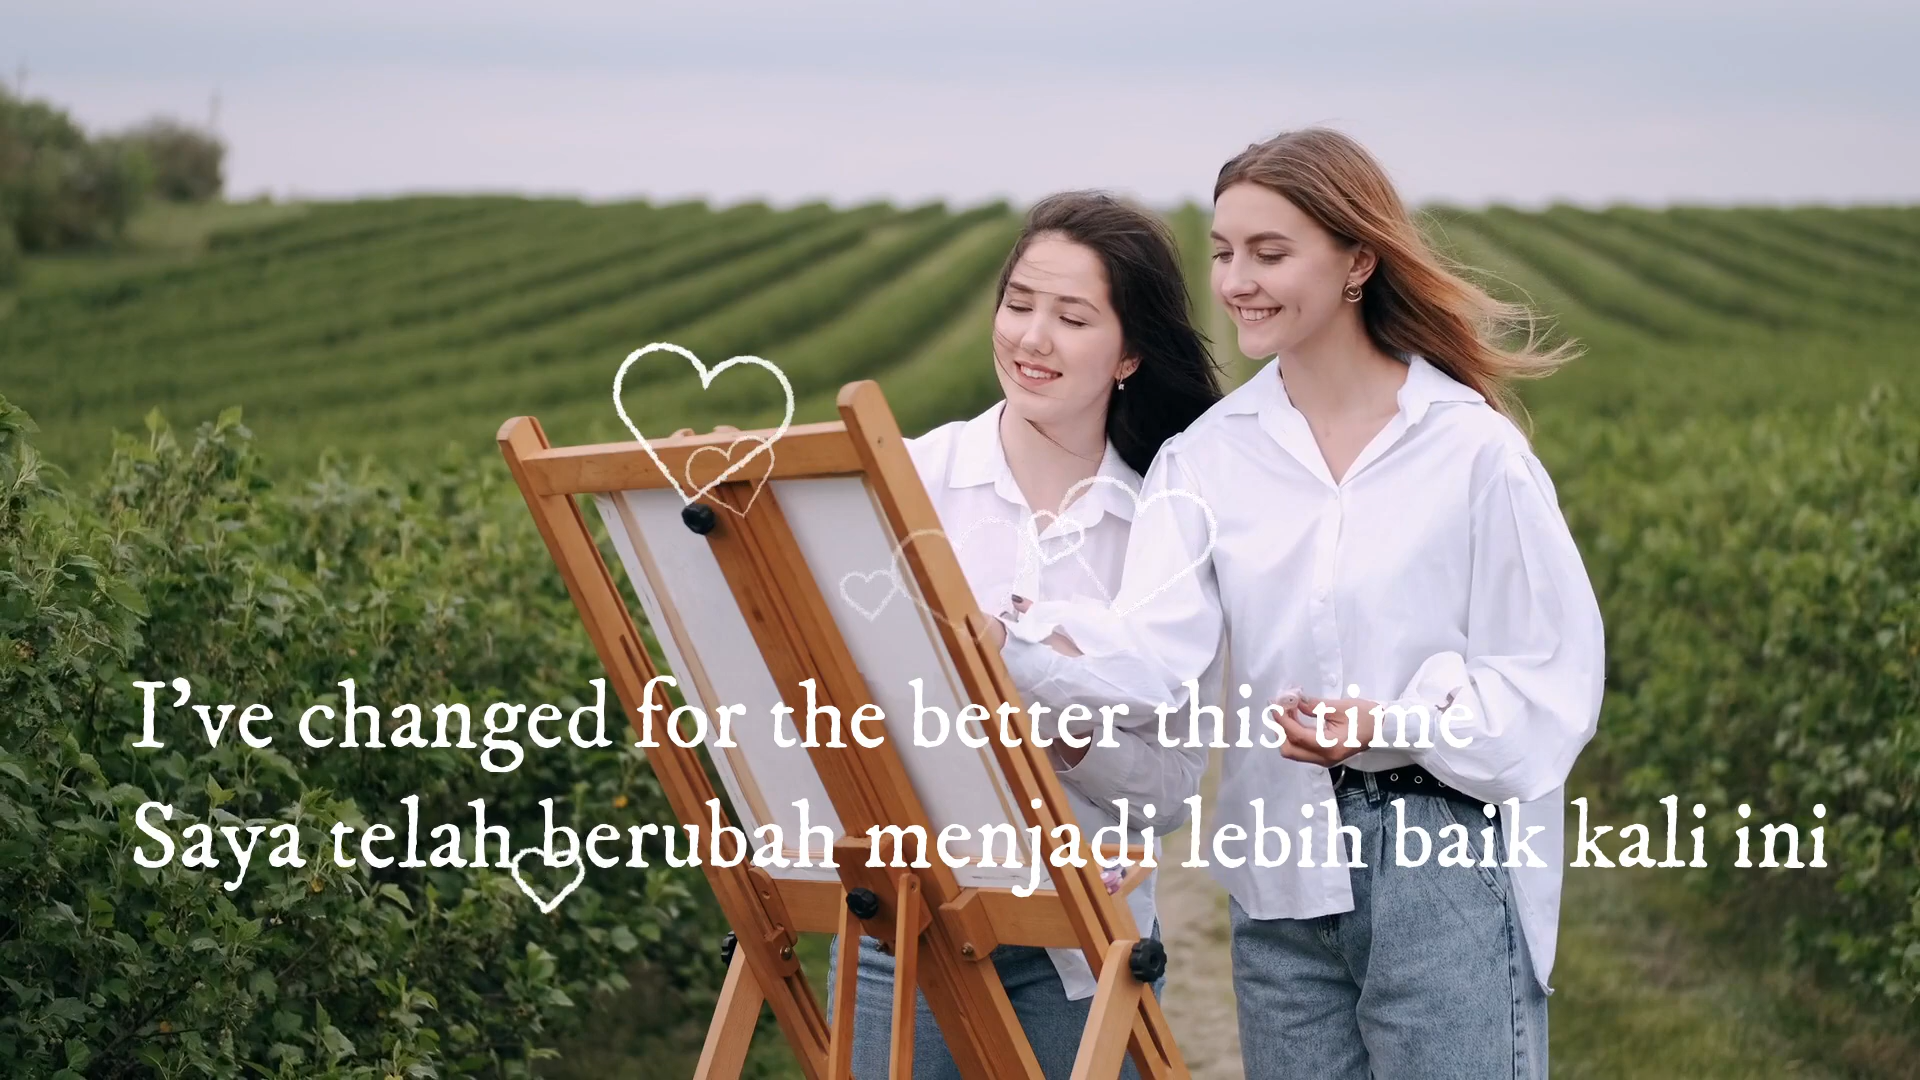 I've changed for the better this time
Saya telah berubah menjadi lebih baik kali ini